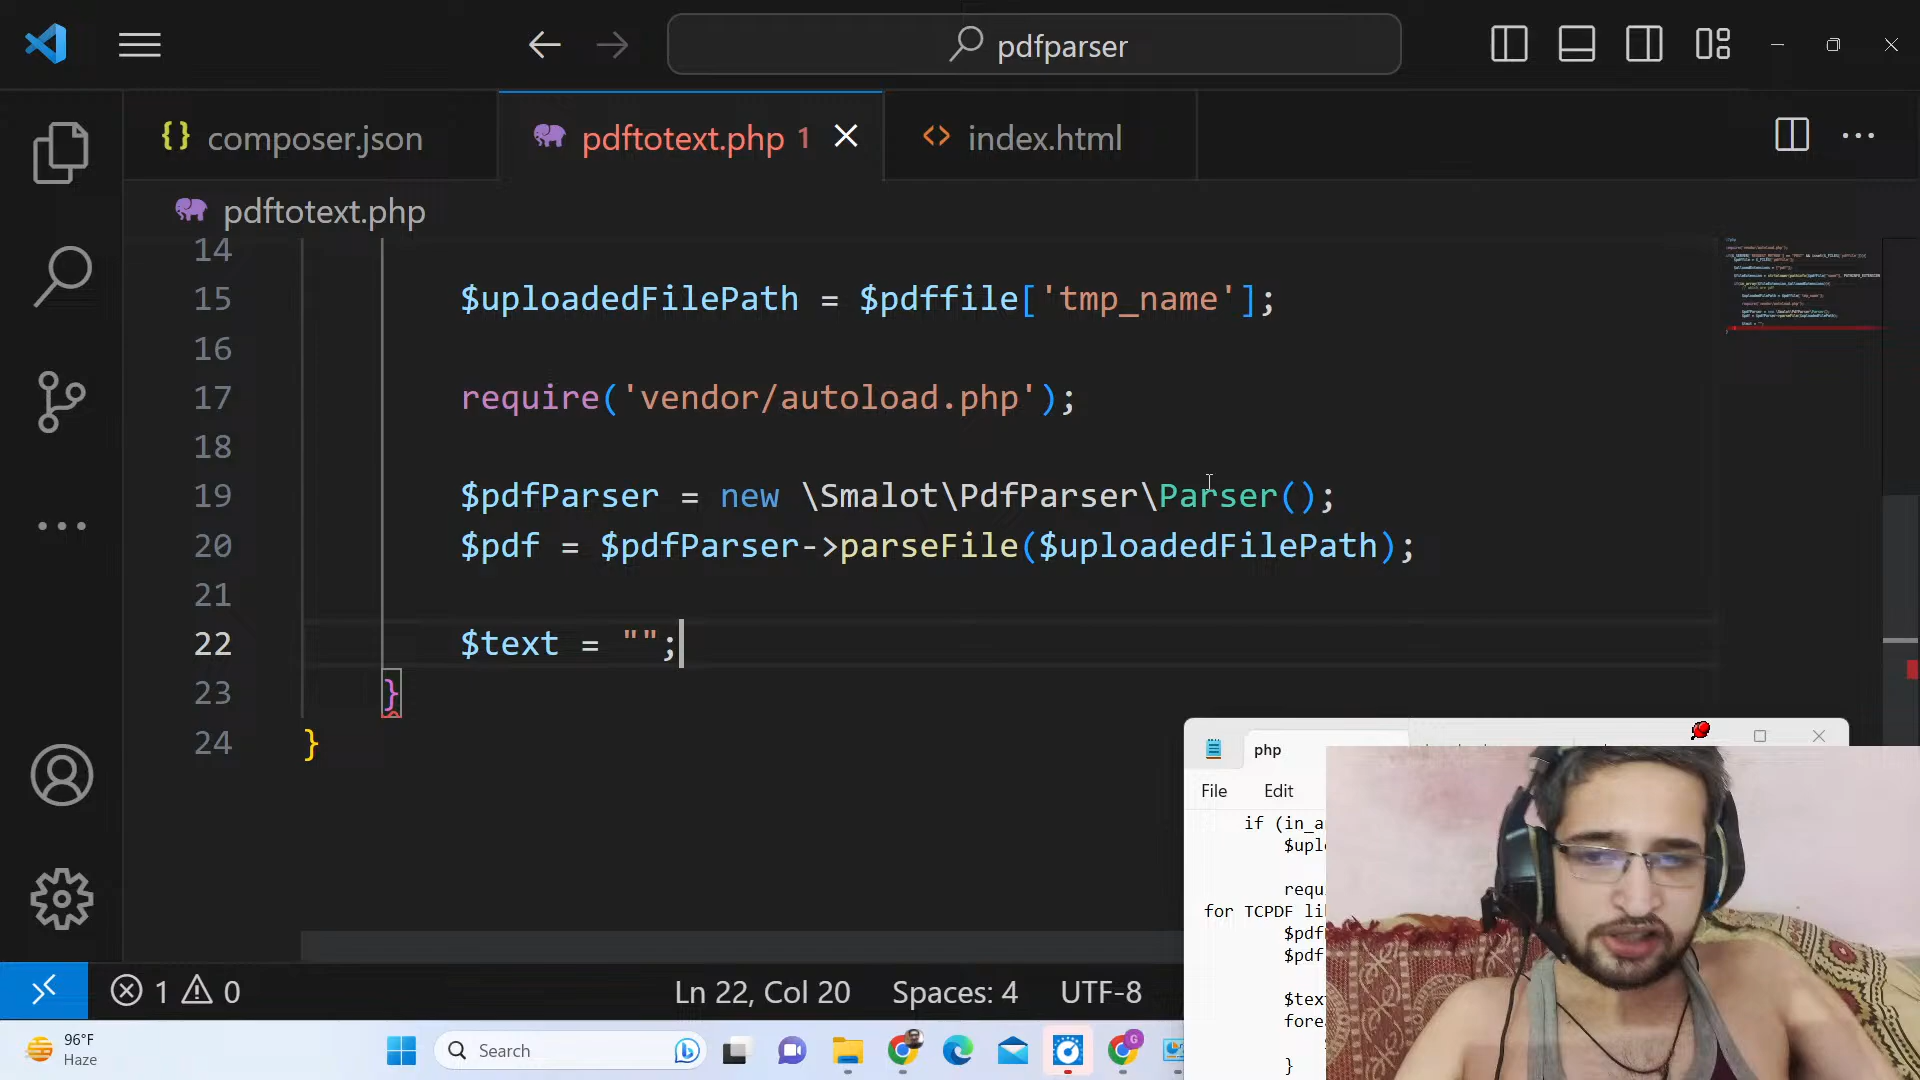 pdfparser
composer.json
pdftotext.php 1
index.html
pdftotext.php
14
15 $uploadedFilePath = $pdffile['tmp_name'];
16
17 require('vendor/autoload.php');
18
19 $pdfParser = new \Smalot\PdfParser\Parser();
20 $pdf = $pdfParser->parseFile($uploadedFilePath);
21
22 $text = "";
23 }
24 }
php
File Edit
if (in_a
$uplo
requ
for TCPDF li
$pdf
$pdf
$tex
fore
}
1 0
Ln 22, Col 20 Spaces: 4 UTF-8
96°F
Haze
Search